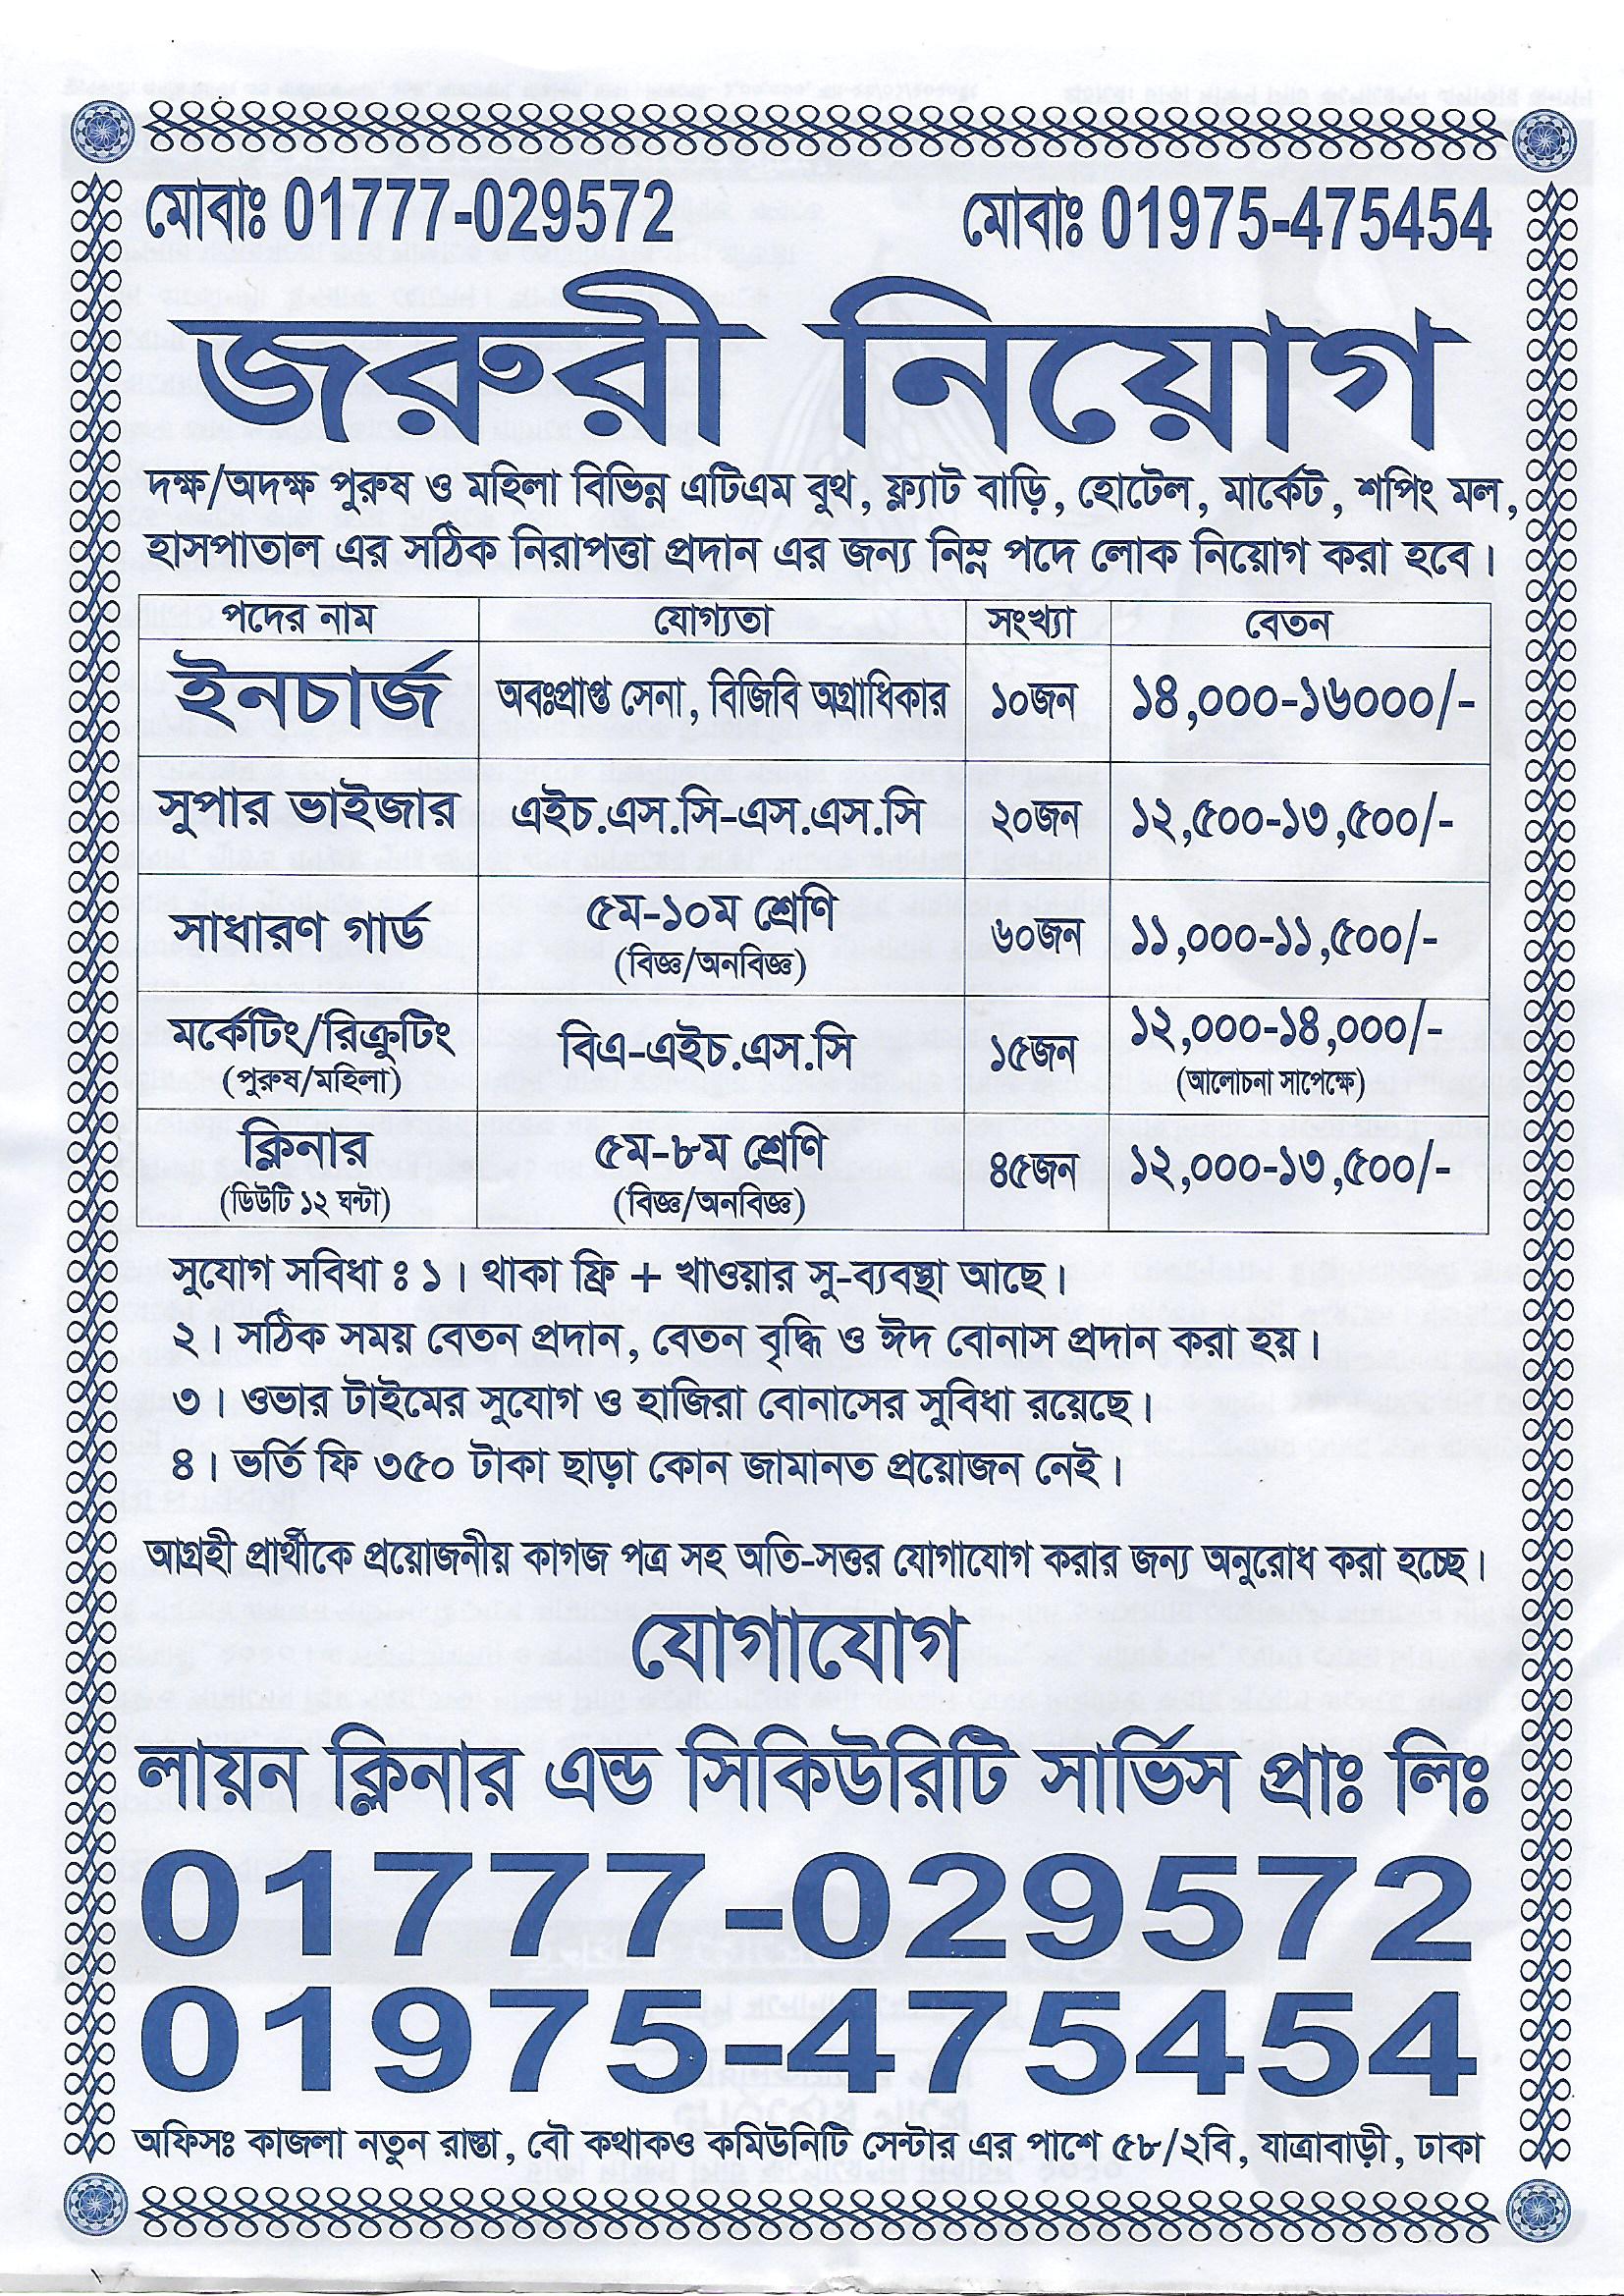 মোবাঃ 01777-029572 মোবাঃ 01975-475454
জরুরী নিয়োগ
দক্ষ/অদক্ষ পুরুষ ও মহিলা বিভিন্ন এটিএম বুথ, ফ্ল্যাট বাড়ি, হোটেল, মার্কেট, শপিং মল,
হাসপাতাল এর সঠিক নিরাপত্তা প্রদান এর জন্য নিম্ন পদে লোক নিয়োগ করা হবে।
পদের নাম যোগ্যতা সংখ্যা বেতন
ইনচার্জ অবঃপ্রাপ্ত সেনা, বিজিবি অগ্রাধিকার ১০জন ১৪,০০০-১৬০০০/-
সুপার ভাইজার এইচ.এস.সি-এস.এস.সি ২০জন ১২,৫০০-১৩,৫০০/-
সাধারণ গার্ড ৫ম-১০ম শ্রেণি ৬০জন ১১,০০০-১১,৫০০/-
(বিজ্ঞ/অনবিজ্ঞ)
মর্কেটিং/রিক্রুটিং বিএ-এইচ.এস.সি ১৫জন ১২,০০০-১৪,০০০/-
(পুরুষ/মহিলা) (আলোচনা সাপেক্ষে)
ক্লিনার ৫ম-৮ম শ্রেণি ৪৫জন ১২,০০০-১৩,৫০০/-
(ডিউটি ১২ ঘন্টা) (বিজ্ঞ/অনবিজ্ঞ)
সুযোগ সবিধা ঃ ১। থাকা ফ্রি + খাওয়ার সু-ব্যবস্থা আছে।
২। সঠিক সময় বেতন প্রদান, বেতন বৃদ্ধি ও ঈদ বোনাস প্রদান করা হয়।
৩। ওভার টাইমের সুযোগ ও হাজিরা বোনাসের সুবিধা রয়েছে।
৪। ভর্তি ফি ৩৫০ টাকা ছাড়া কোন জামানত প্রয়োজন নেই।
আগ্রহী প্রার্থীকে প্রয়োজনীয় কাগজ পত্র সহ অতি-সত্তর যোগাযোগ করার জন্য অনুরোধ করা হচ্ছে।
যোগাযোগ
লায়ন ক্লিনার এন্ড সিকিউরিটি সার্ভিস প্রাঃ লিঃ
01777-029572
01975-475454
অফিসঃ কাজলা নতুন রাস্তা, বৌ কথাকও কমিউনিটি সেন্টার এর পাশে ৫৮/২বি, যাত্রাবাড়ী, ঢাকা